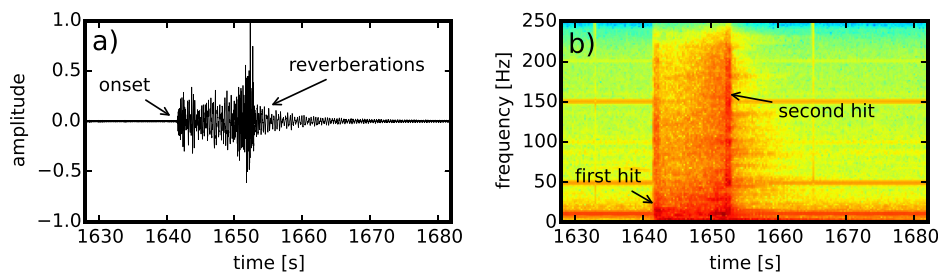 a)
1.0
0.5
0.0
−0.5
−1.0
amplitude
onset
reverberations
1630 1640 1650 1660 1670 1680
time [s]
b)
250
200
150
100
50
0
frequency [Hz]
second hit
first hit
1630 1640 1650 1660 1670 1680
time [s]